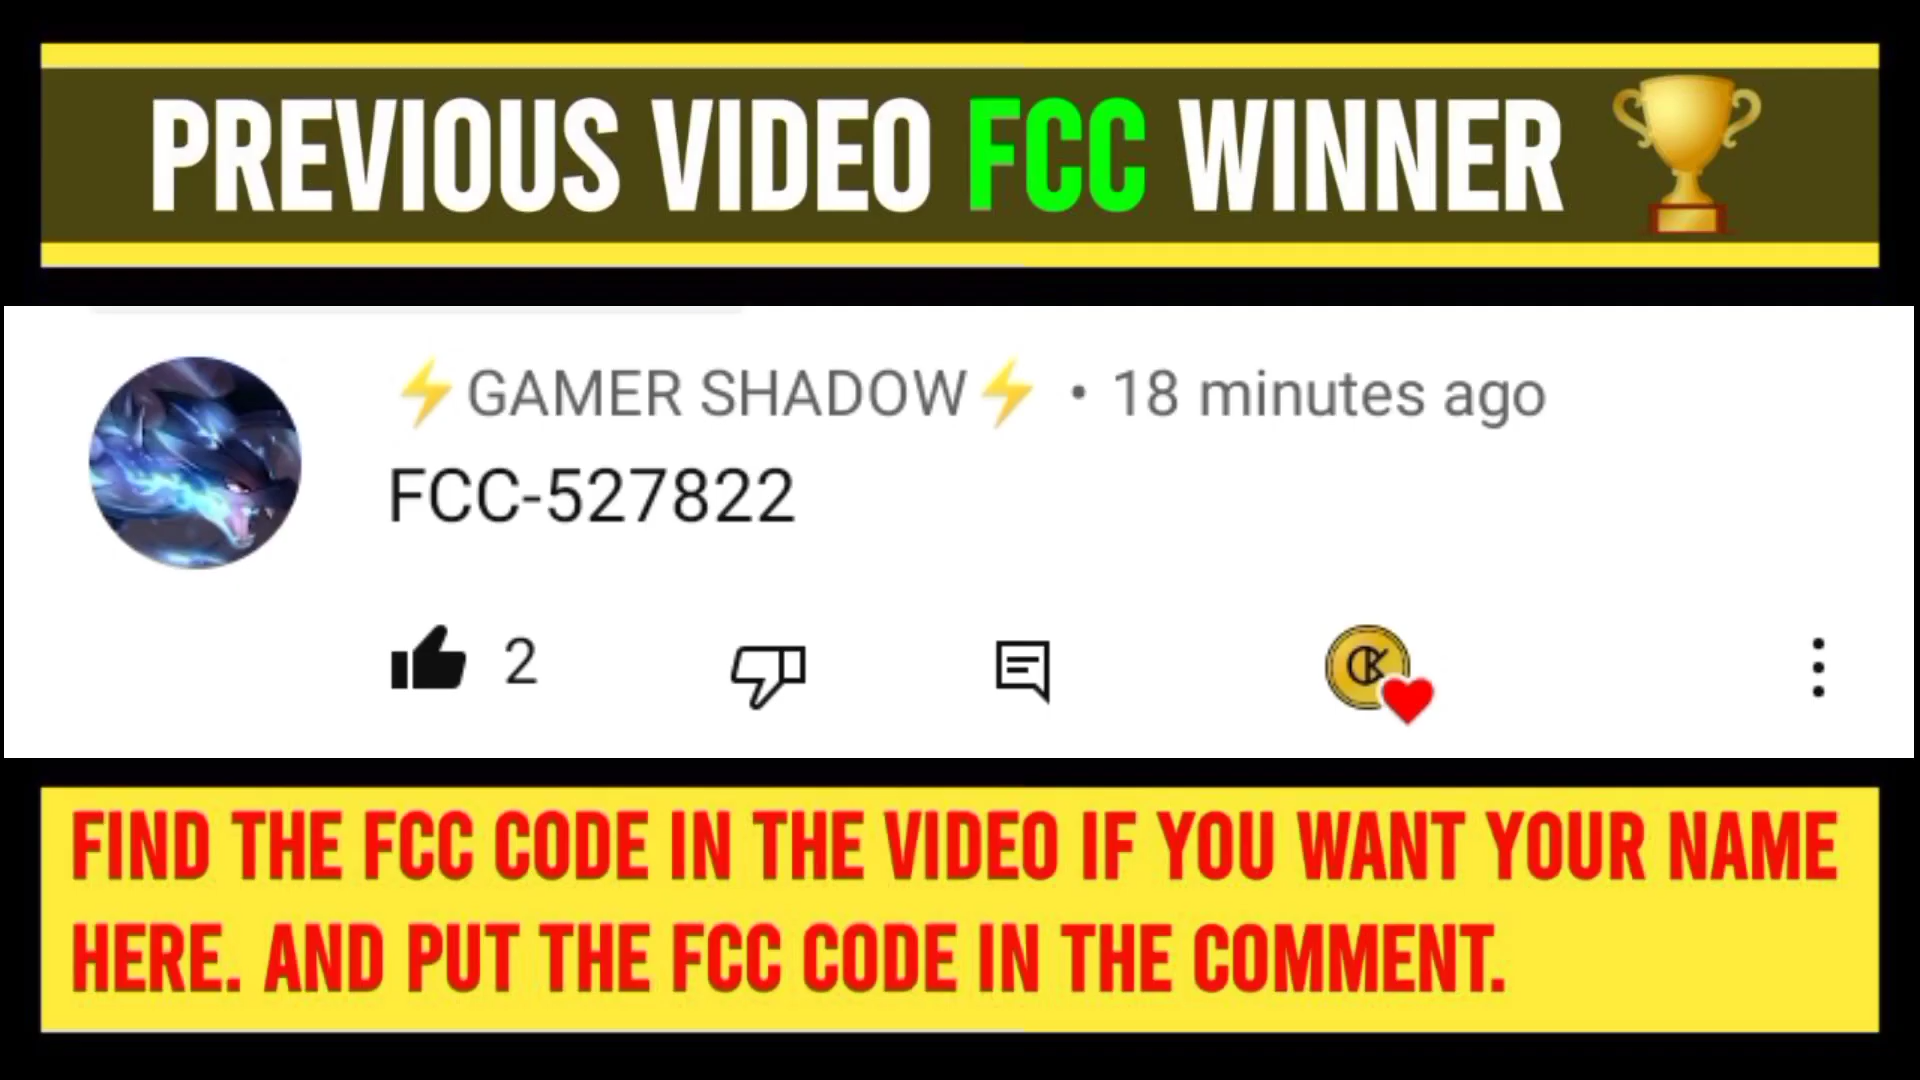 PREVIOUS VIDEO FCC WINNER 🏆
⚡GAMER SHADOW⚡ • 18 minutes ago
FCC-527822
2
FIND THE FCC CODE IN THE VIDEO IF YOU WANT YOUR NAME
HERE. AND PUT THE FCC CODE IN THE COMMENT.